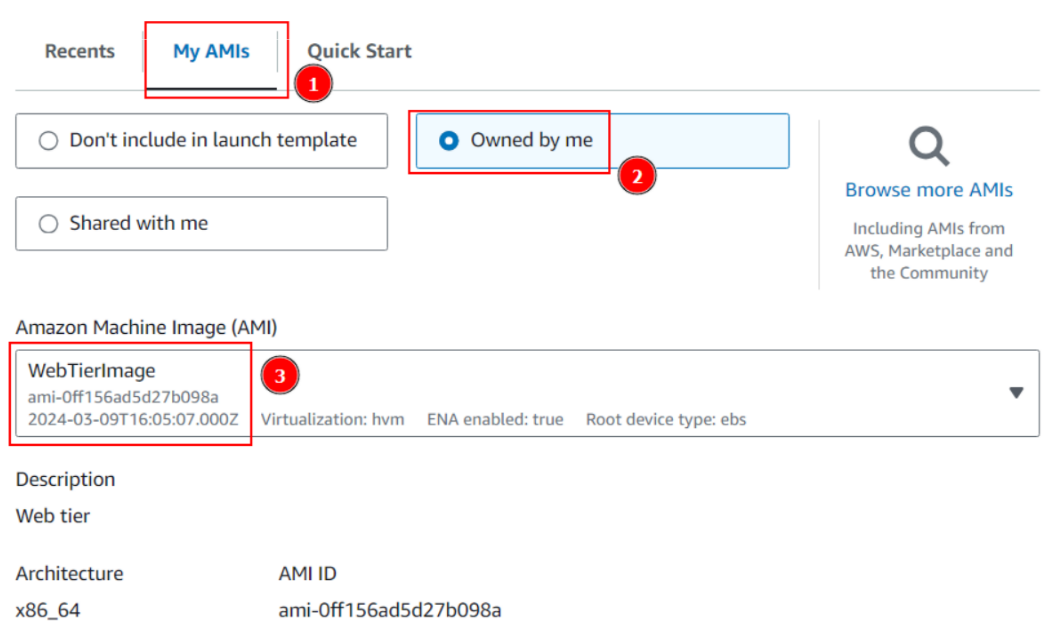 Recents My AMIs Quick Start
1
Don't include in launch template Owned by me
2
Shared with me
Browse more AMIs
Including AMIs from
AWS, Marketplace and
the Community
Amazon Machine Image (AMI)
WebTierImage
3
ami-0ff156ad5d27b098a
2024-03-09T16:05:07.000Z Virtualization: hvm ENA enabled: true Root device type: ebs
Description
Web tier
Architecture AMI ID
x86_64 ami-0ff156ad5d27b098a